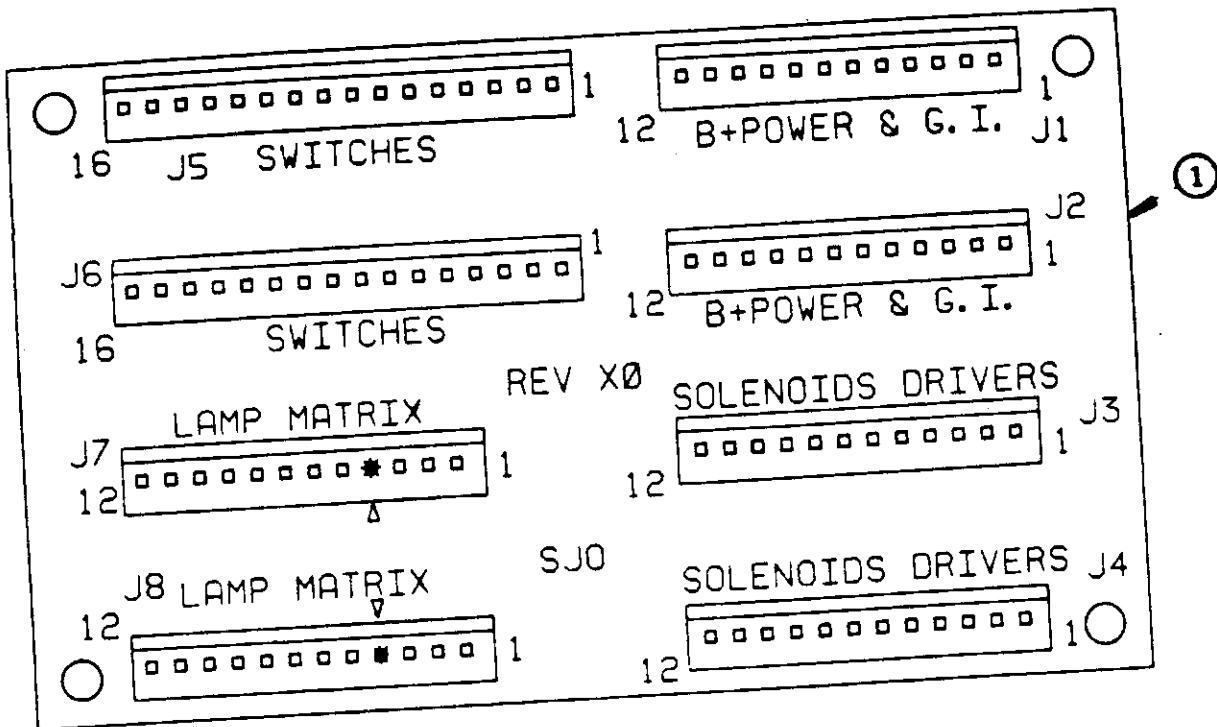 1
1
16 J5 SWITCHES
12 B+POWER & G. I. J1
1
J2
J6
1
1
16 SWITCHES
12 B+POWER & G. I.
REV XØ
LAMP MATRIX
SOLENOIDS DRIVERS
J7
12
1
J3
12
1
SJO
J8 LAMP MATRIX
12
1
SOLENOIDS DRIVERS J4
12
1